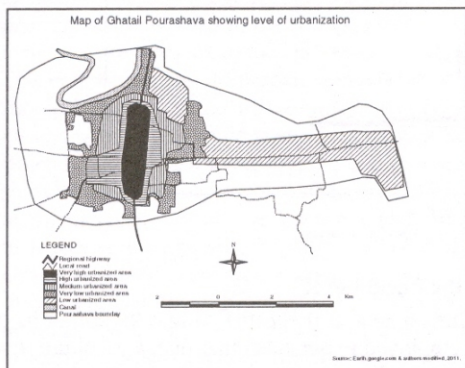 Map of Ghatail Pourashava showing level of urbanization
N
LEGEND
Regional highway
Local road
Very high urbanized area
High urbanized area
Medium urbanized area
Very low urbanized area
Low urbanized area
Canal
Pourashava boundary
2 0 2 4 Km
Source: Earth.google.com & authors modified, 2011.